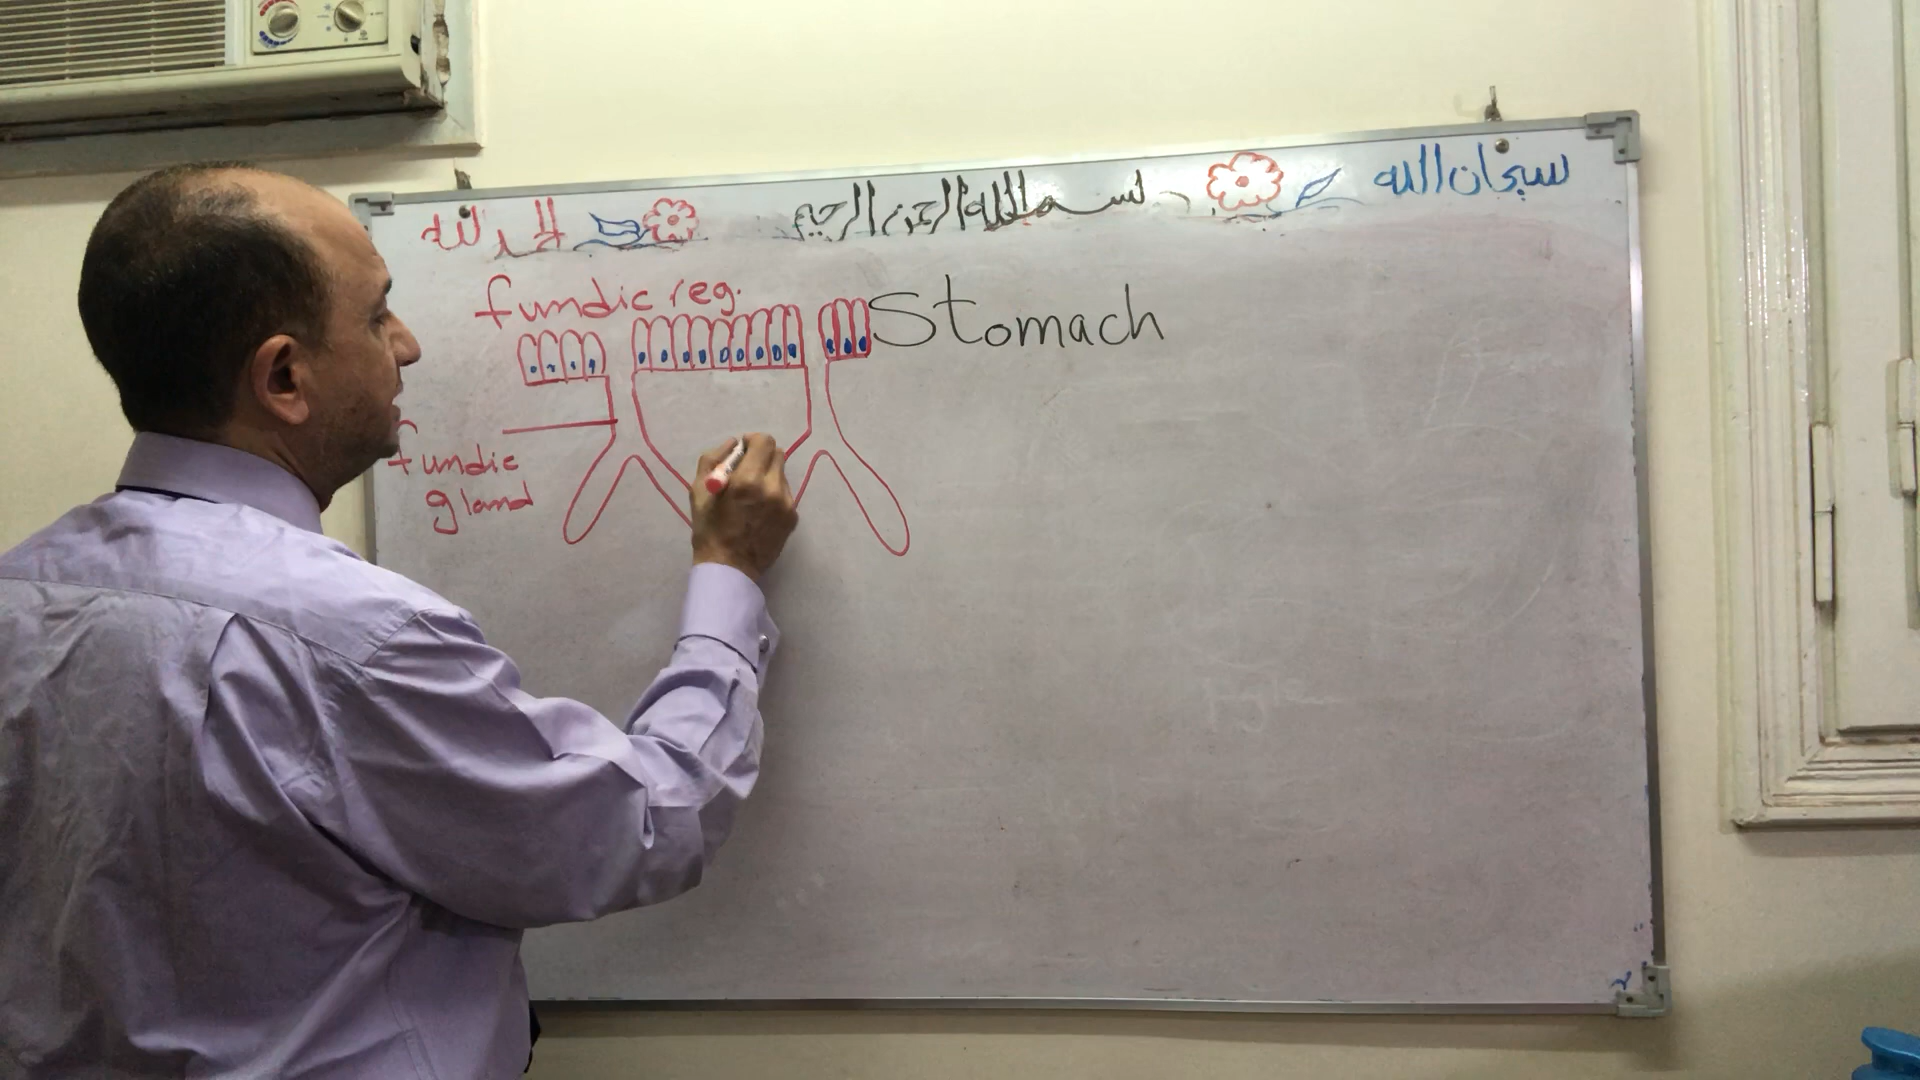 سبحان الله
بسم الله الرحمن الرحيم
الحمد لله
fundic reg.
Stomach
fundic
gland